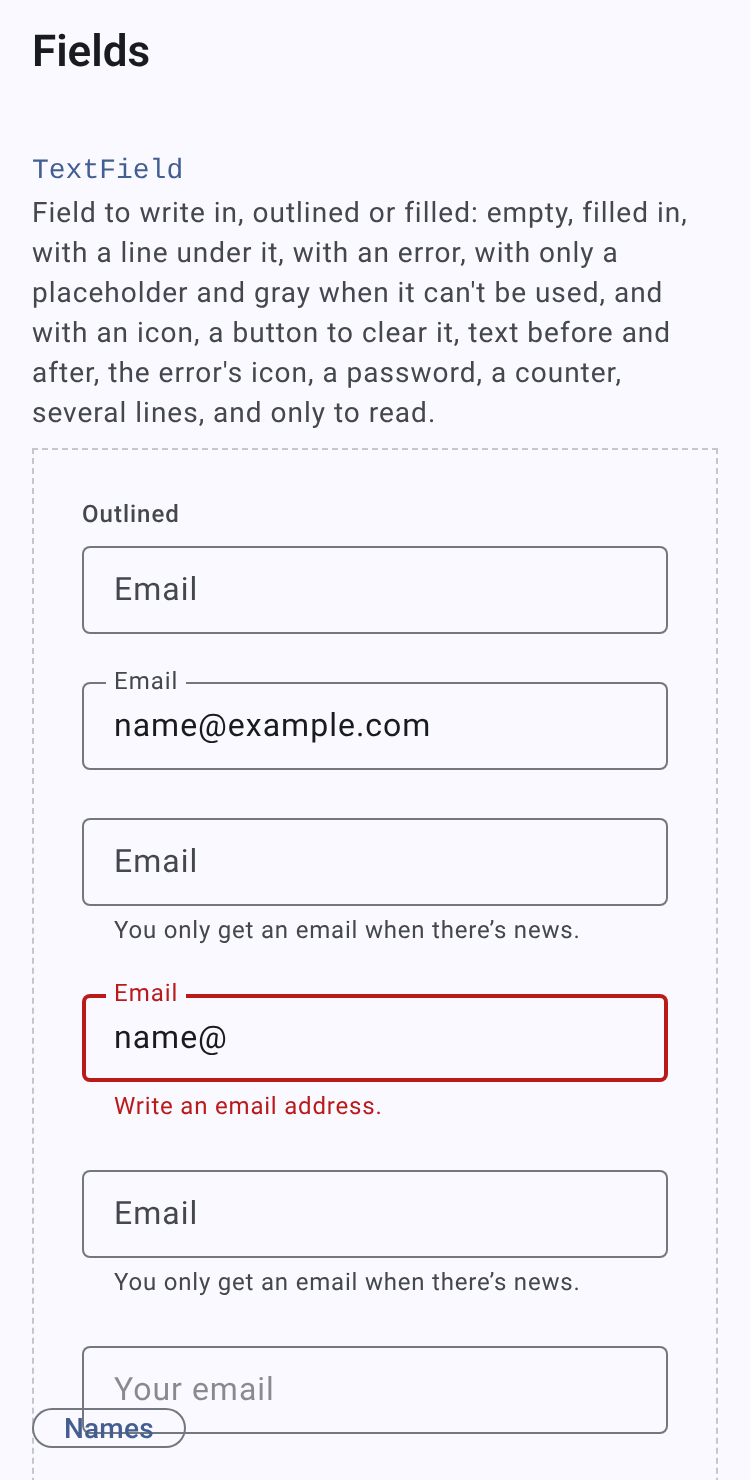 Fields
TextField
Field to write in, outlined or filled: empty, filled in,
with a line under it, with an error, with only a
placeholder and gray when it can't be used, and
with an icon, a button to clear it, text before and
after, the error's icon, a password, a counter,
several lines, and only to read.
Outlined
Email
Email
name@example.com
Email
You only get an email when there’s news.
Email
name@
Write an email address.
Email
You only get an email when there’s news.
Your email
Names